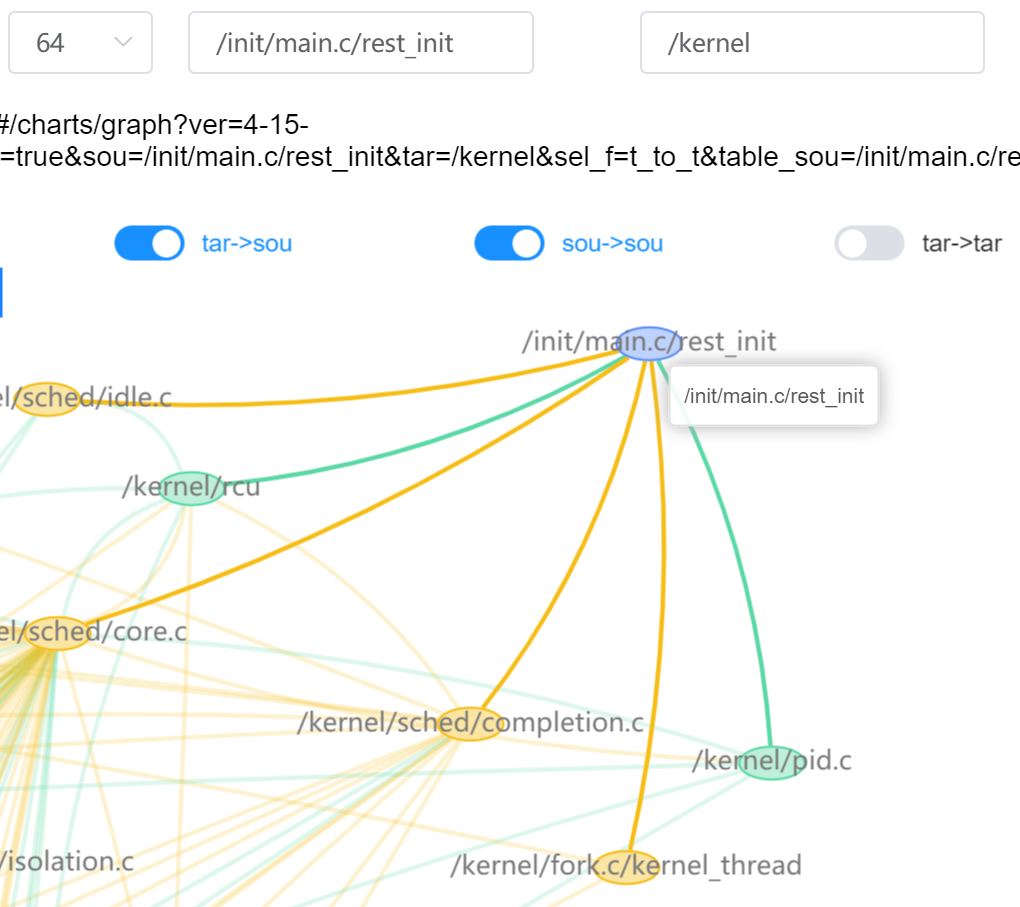 64
/init/main.c/rest_init
/kernel
#/charts/graph?ver=4-15-
=true&sou=/init/main.c/rest_init&tar=/kernel&sel_f=t_to_t&table_sou=/init/main.c/re
tar->sou
sou->sou
tar->tar
/init/main.c/rest_init
/init/main.c/rest_init
el/sched/idle.c
/kernel/rcu
el/sched/core.c
/kernel/sched/completion.c
/kernel/pid.c
/isolation.c
/kernel/fork.c/kernel_thread